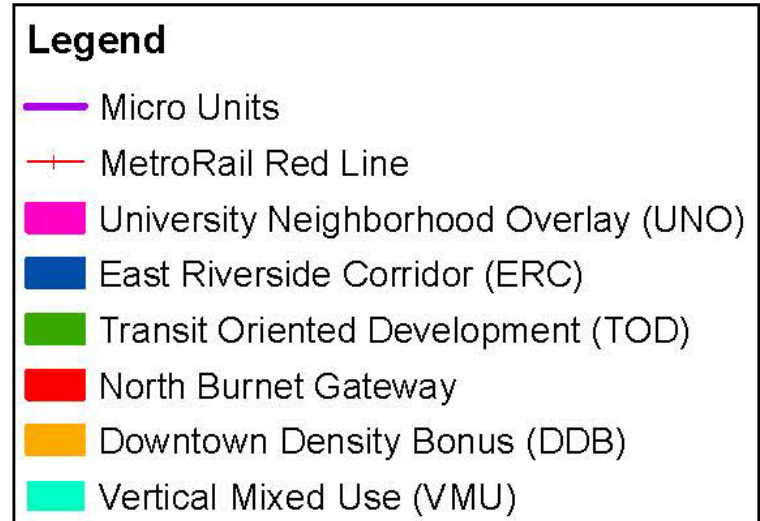 Legend
Micro Units
MetroRail Red Line
University Neighborhood Overlay (UNO)
East Riverside Corridor (ERC)
Transit Oriented Development (TOD)
North Burnet Gateway
Downtown Density Bonus (DDB)
Vertical Mixed Use (VMU)